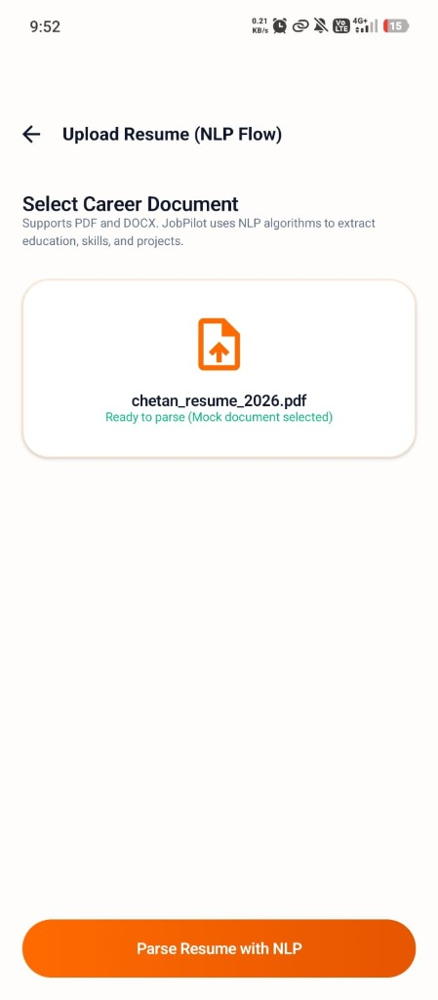 9:52
0.21
KB/s
Vo
LTE
4G+
15
Upload Resume (NLP Flow)
Select Career Document
Supports PDF and DOCX. JobPilot uses NLP algorithms to extract
education, skills, and projects.
chetan_resume_2026.pdf
Ready to parse (Mock document selected)
Parse Resume with NLP